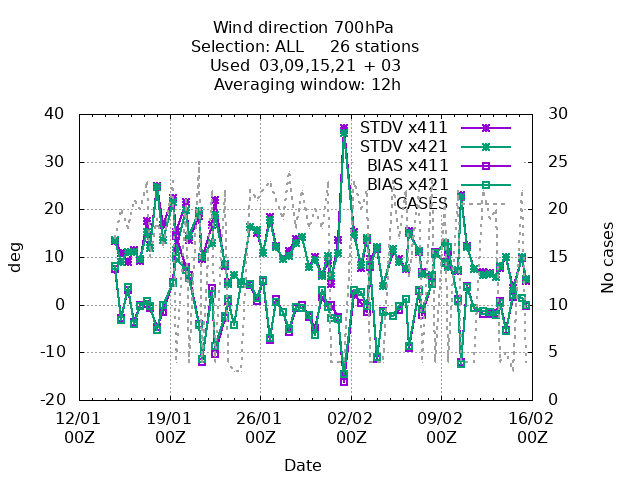 Wind direction 700hPa
Selection: ALL 26 stations
Used 03,09,15,21 + 03
Averaging window: 12h
40 30
STDV x411
STDV x421
30 25
BIAS x411
BIAS x421
CASES
20 20
10 15
0 10
-10 5
-20 0
deg
No cases
12/01 19/01 26/01 02/02 09/02 16/02
00Z 00Z 00Z 00Z 00Z 00Z
Date